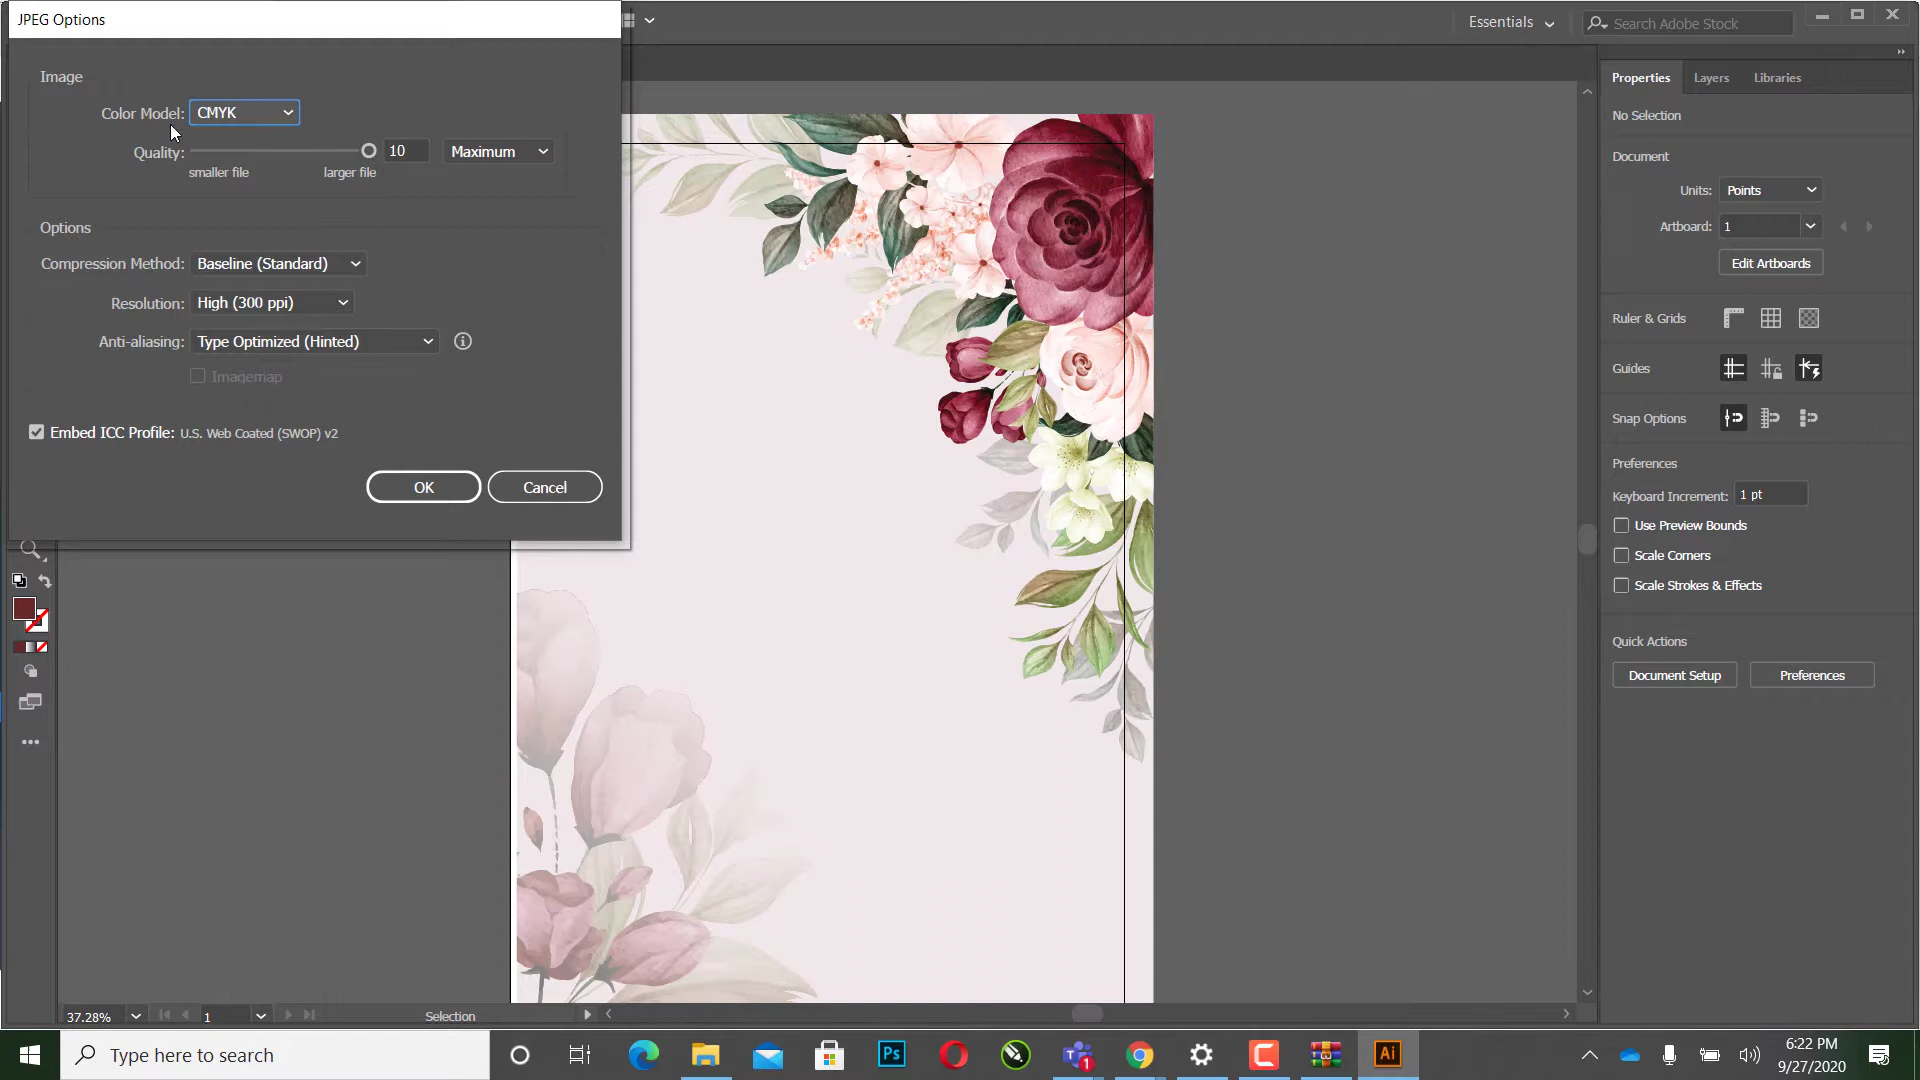 JPEG Options
Essentials
Search Adobe Stock
Image
Color Model: CMYK
Quality: 10 Maximum
smaller file larger file
Options
Compression Method: Baseline (Standard)
Resolution: High (300 ppi)
Anti-aliasing: Type Optimized (Hinted)
Imagemap
Embed ICC Profile: U.S. Web Coated (SWOP) v2
OK Cancel
Properties Layers Libraries
No Selection
Document
Units: Points
Artboard: 1
Edit Artboards
Ruler & Grids
Guides
Snap Options
Preferences
Keyboard Increment: 1 pt
Use Preview Bounds
Scale Corners
Scale Strokes & Effects
Quick Actions
Document Setup Preferences
37.28% 1 Selection
Type here to search
Ps
1
Ai
6:22 PM
9/27/2020